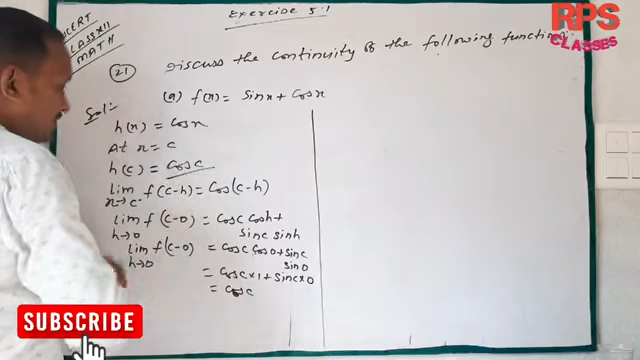 Exercise 5.1
NCERT
CLASS XII
MATH
RPS
CLASSES
(21) Discuss the continuity of the following function:
(a) f(x) = Sinx + Cosx
Sol:-
h(x) = Cosx
At x = c
h(c) = Cosc
lim f(c-h) = Cos(c-h)
x→c-
lim f(c-0) = Cosc Cosh +
h→0 Sinc Sinh
lim f(c-0) = Cosc Cos0 + Sinc
h→0 Sin0
= Cosc×1 + Sinc×0
= Cosc
SUBSCRIBE